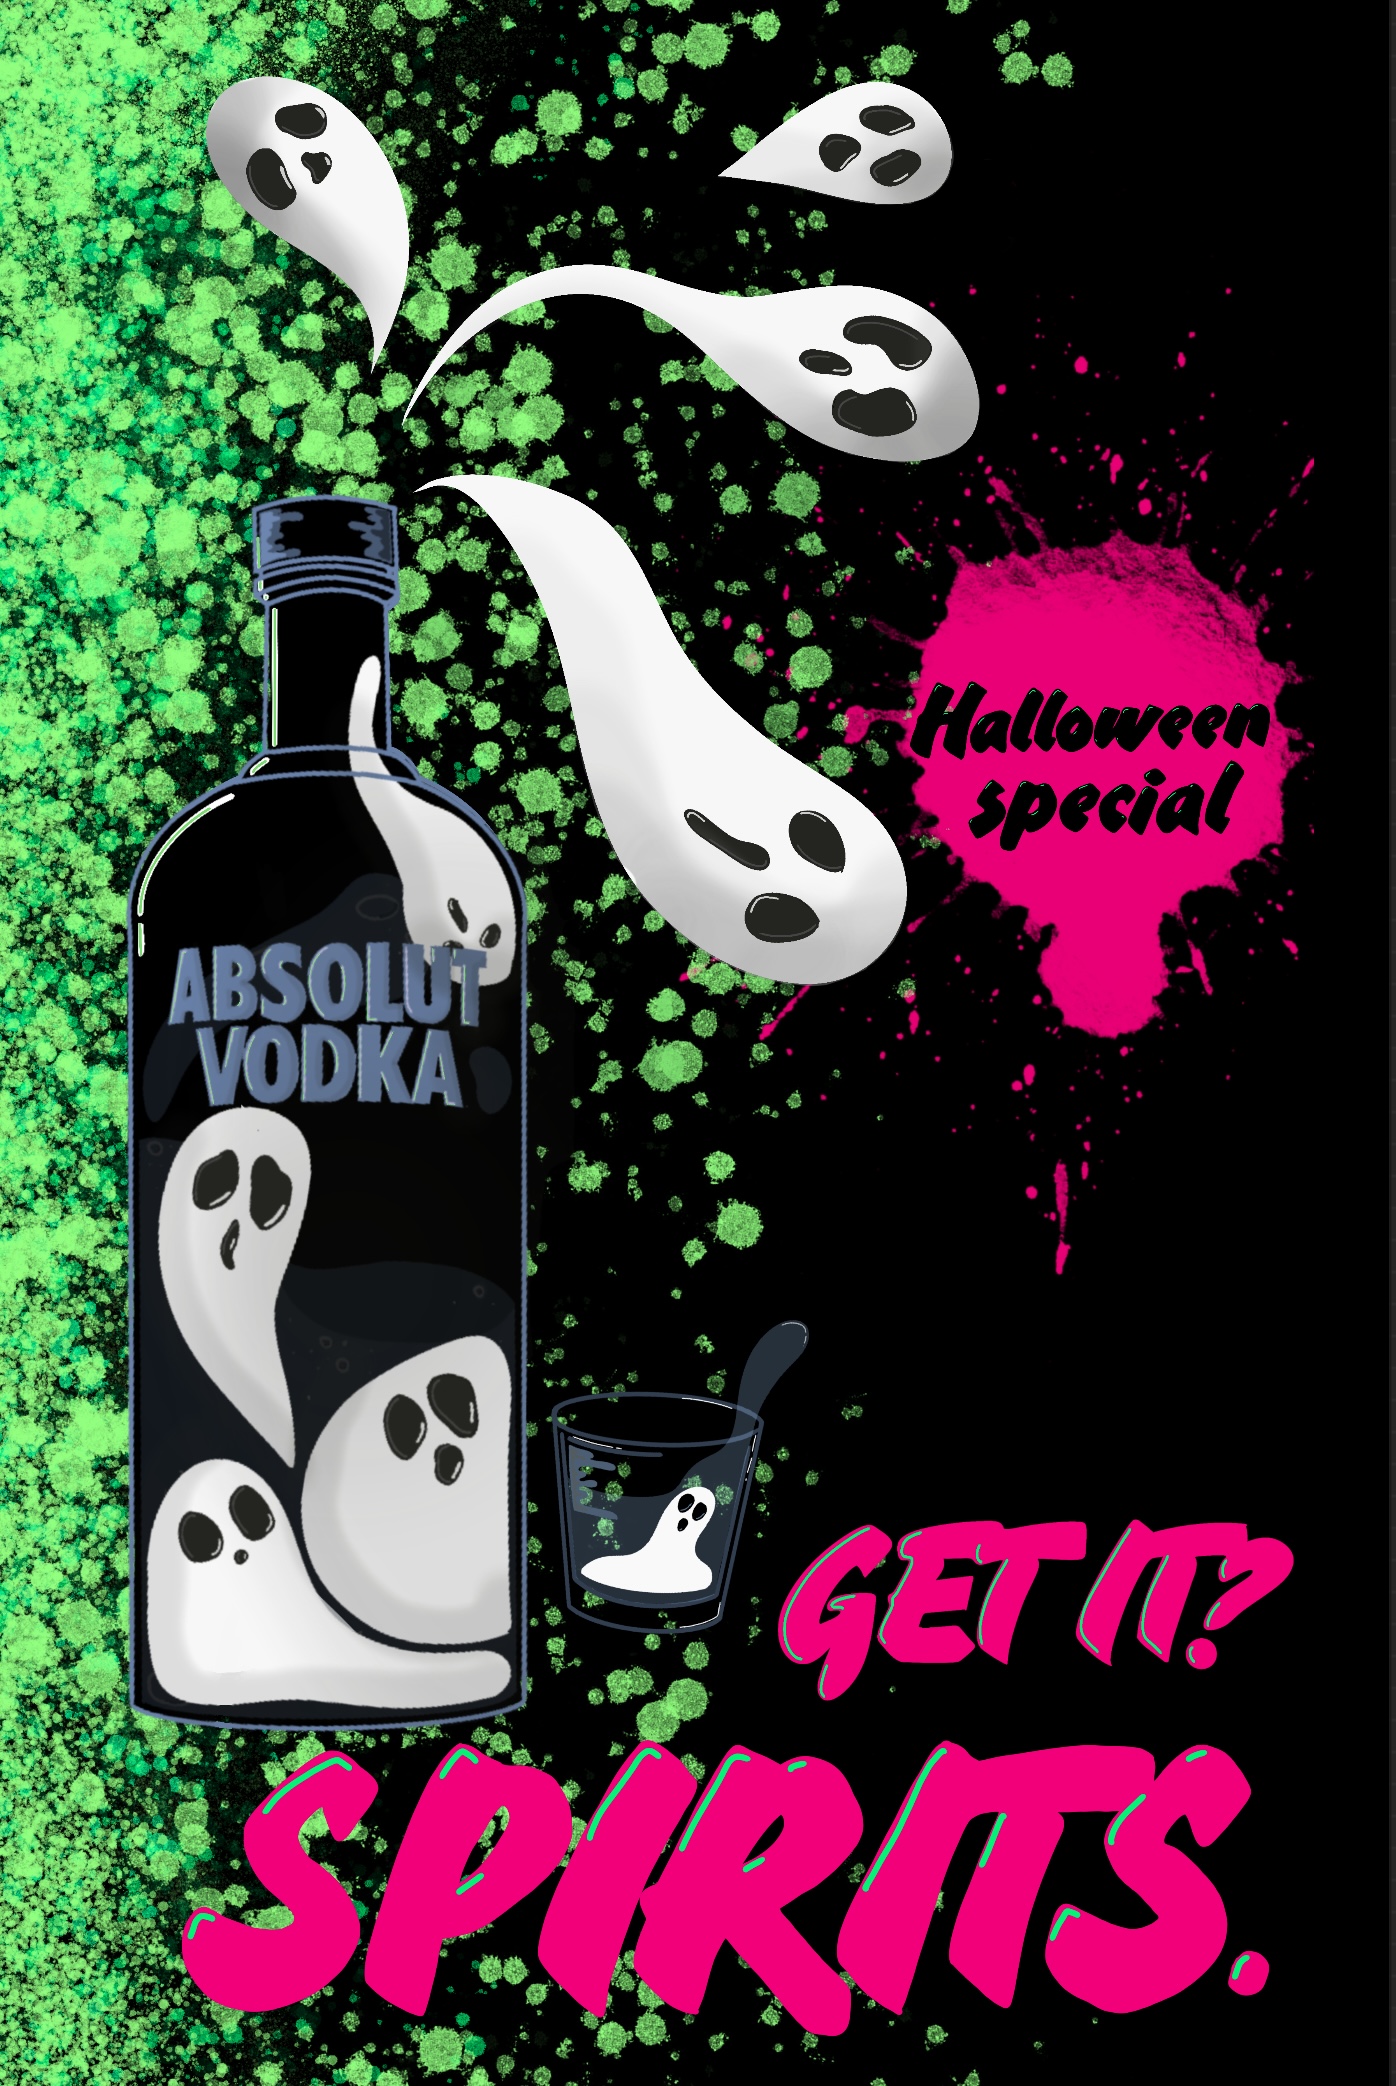 Halloween
special
ABSOLUT
VODKA
GET IT?
SPIRITS.